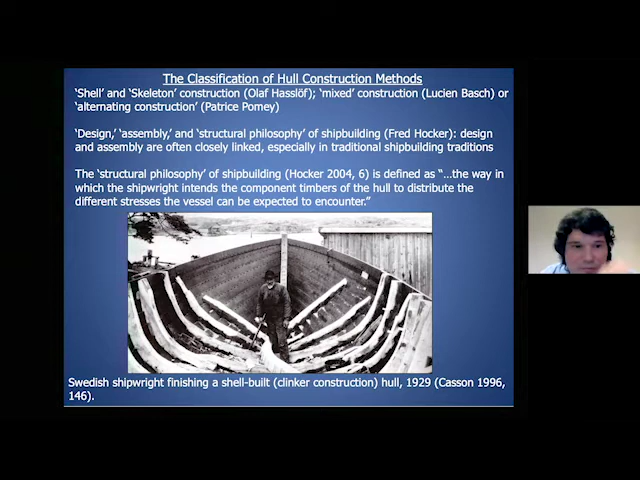 The Classification of Hull Construction Methods
‘Shell’ and ‘Skeleton’ construction (Olaf Hasslöf); ‘mixed’ construction (Lucien Basch) or
‘alternating construction’ (Patrice Pomey)
‘Design,’ ‘assembly,’ and ‘structural philosophy’ of shipbuilding (Fred Hocker): design
and assembly are often closely linked, especially in traditional shipbuilding traditions
The ‘structural philosophy’ of shipbuilding (Hocker 2004, 6) is defined as “…the way in
which the shipwright intends the component timbers of the hull to distribute the
different stresses the vessel can be expected to encounter.”
Swedish shipwright finishing a shell-built (clinker construction) hull, 1929 (Casson 1996,
146).